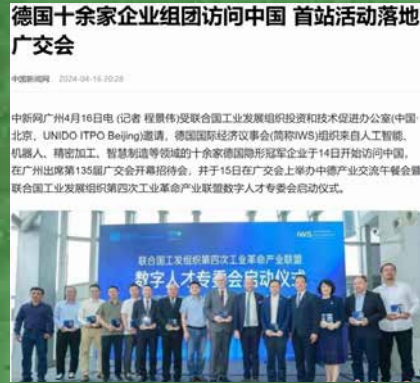 德国十余家企业组团访问中国 首站活动落地
广交会
中国新闻网 2024-04-16 20:28
中新网广州4月16日电 (记者 程景伟)受联合国工业发展组织投资和技术促进办公室(中国·
北京，UNIDO ITPO Beijing)邀请，德国国际经济议事会(简称IWS)组织来自人工智能、
机器人、精密加工、智慧制造等领域的十余家德国隐形冠军企业于14日开始访问中国，
在广州出席第135届广交会开幕招待会，并于15日在广交会上举办中德产业交流午餐会暨
联合国工业发展组织第四次工业革命产业联盟数字人才专委会启动仪式。
IWS
联合国工发组织第四次工业革命产业联盟
数字人才专委会启动仪式